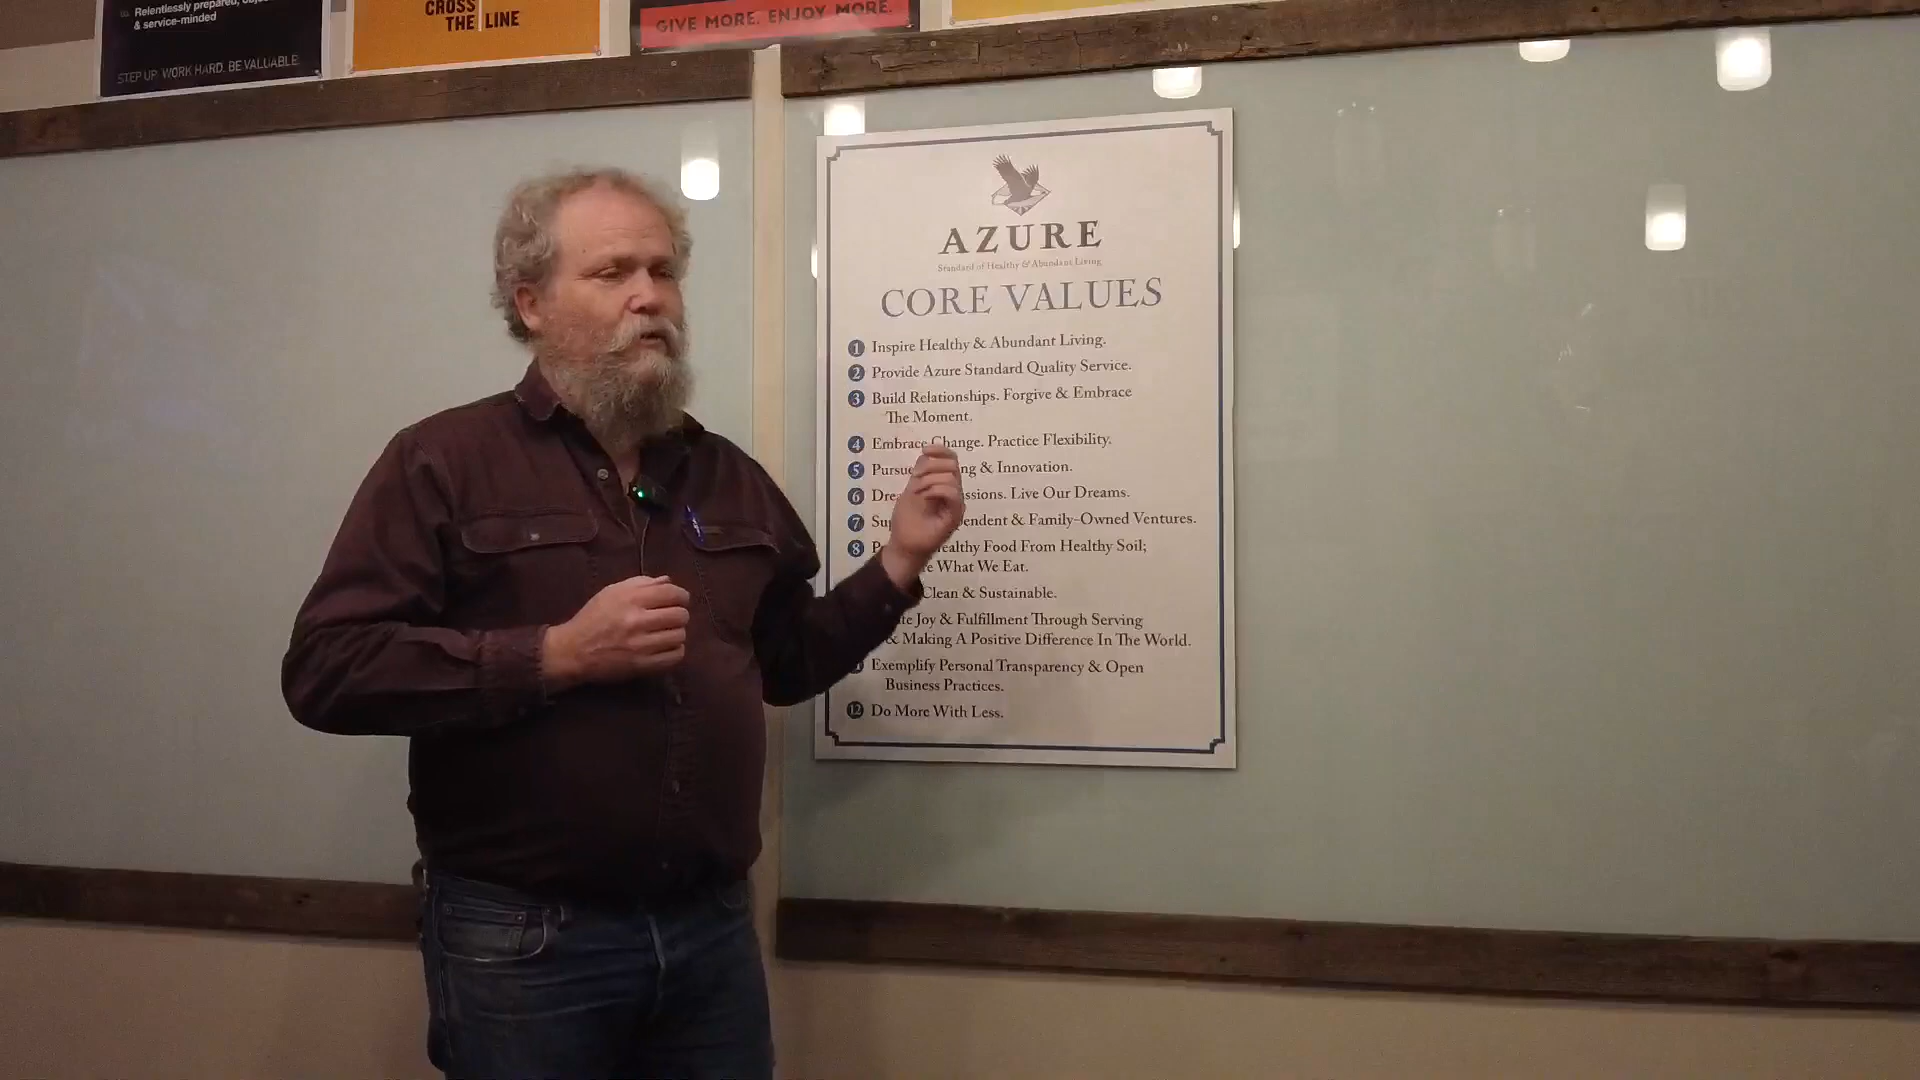 Relentlessly prepared,
& service-minded
STEP UP. WORK HARD. BE VALUABLE.
CROSS
THE LINE
GIVE MORE. ENJOY MORE.
AZURE
Standard of Healthy & Abundant Living
CORE VALUES
1 Inspire Healthy & Abundant Living.
2 Provide Azure Standard Quality Service.
3 Build Relationships. Forgive & Embrace
The Moment.
4 Embrace Change. Practice Flexibility.
5 Pursue & Innovation.
6 Live Our Dreams.
7 & Family-Owned Ventures.
8 Food From Healthy Soil;
What We Eat.
Clean & Sustainable.
Joy & Fulfillment Through Serving
& Making A Positive Difference In The World.
Exemplify Personal Transparency & Open
Business Practices.
12 Do More With Less.